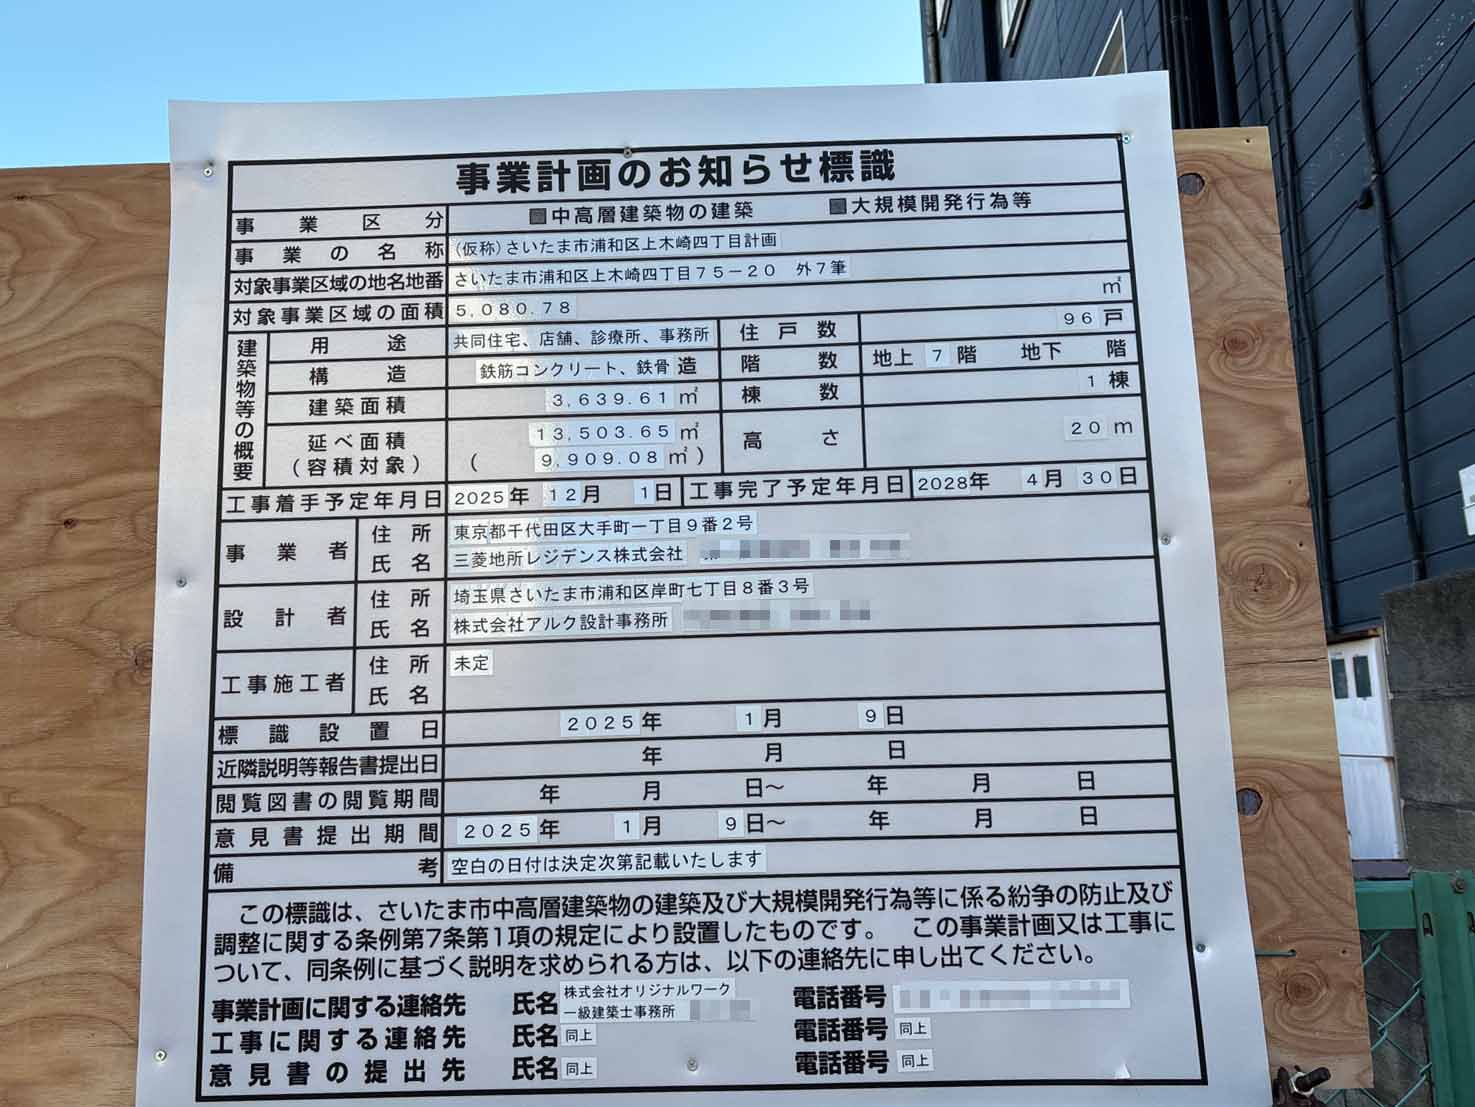 事業計画のお知らせ標識
事業区分 ■中高層建築物の建築 ■大規模開発行為等
事業の名称 (仮称)さいたま市浦和区上木崎四丁目計画
対象事業区域の地名地番 さいたま市浦和区上木崎四丁目75-20 外7筆
対象事業区域の面積 5,080.78 ㎡
建築物等の概要
用途 共同住宅、店舗、診療所、事務所 住戸数 96戸
構造 鉄筋コンクリート、鉄骨造 階数 地上7階 地下 階
建築面積 3,639.61㎡ 棟数 1棟
延べ面積 13,503.65㎡ 高さ 20m
(容積対象) (9,909.08㎡)
工事着手予定年月日 2025年12月1日 工事完了予定年月日 2028年4月30日
事業者 住所 東京都千代田区大手町一丁目9番2号
氏名 三菱地所レジデンス株式会社
設計者 住所 埼玉県さいたま市浦和区岸町七丁目8番3号
氏名 株式会社アルク設計事務所
工事施工者 住所 未定
氏名
標識設置日 2025年1月9日
近隣説明等報告書提出日 年 月 日
閲覧図書の閲覧期間 年 月 日~ 年 月 日
意見書提出期間 2025年1月9日~ 年 月 日
備考 空白の日付は決定次第記載いたします
この標識は、さいたま市中高層建築物の建築及び大規模開発行為等に係る紛争の防止及び
調整に関する条例第7条第1項の規定により設置したものです。 この事業計画又は工事に
ついて、同条例に基づく説明を求められる方は、以下の連絡先に申し出てください。
事業計画に関する連絡先 氏名 株式会社オリジナルワーク 電話番号
一級建築士事務所
工事に関する連絡先 氏名 同上 電話番号 同上
意見書の提出先 氏名 同上 電話番号 同上